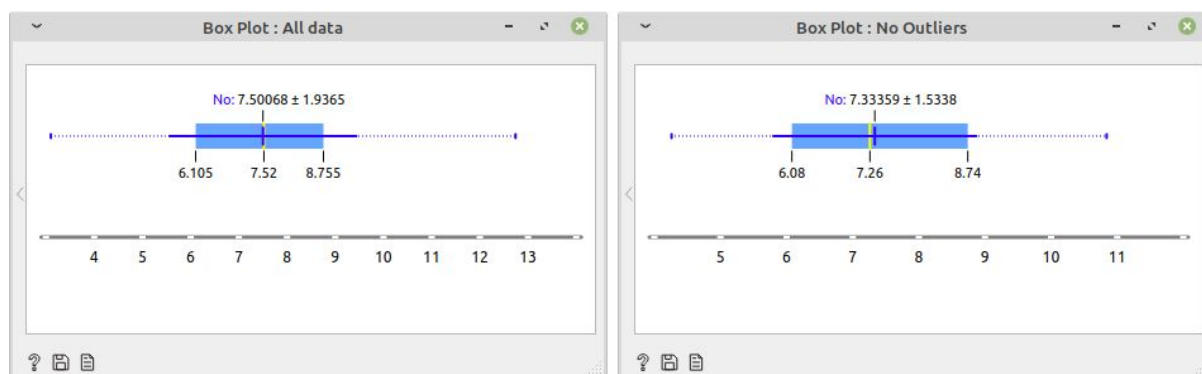 Box Plot : All data
No: 7.50068 ± 1.9365
6.105 7.52 8.755
4 5 6 7 8 9 10 11 12 13
Box Plot : No Outliers
No: 7.33359 ± 1.5338
6.08 7.26 8.74
5 6 7 8 9 10 11